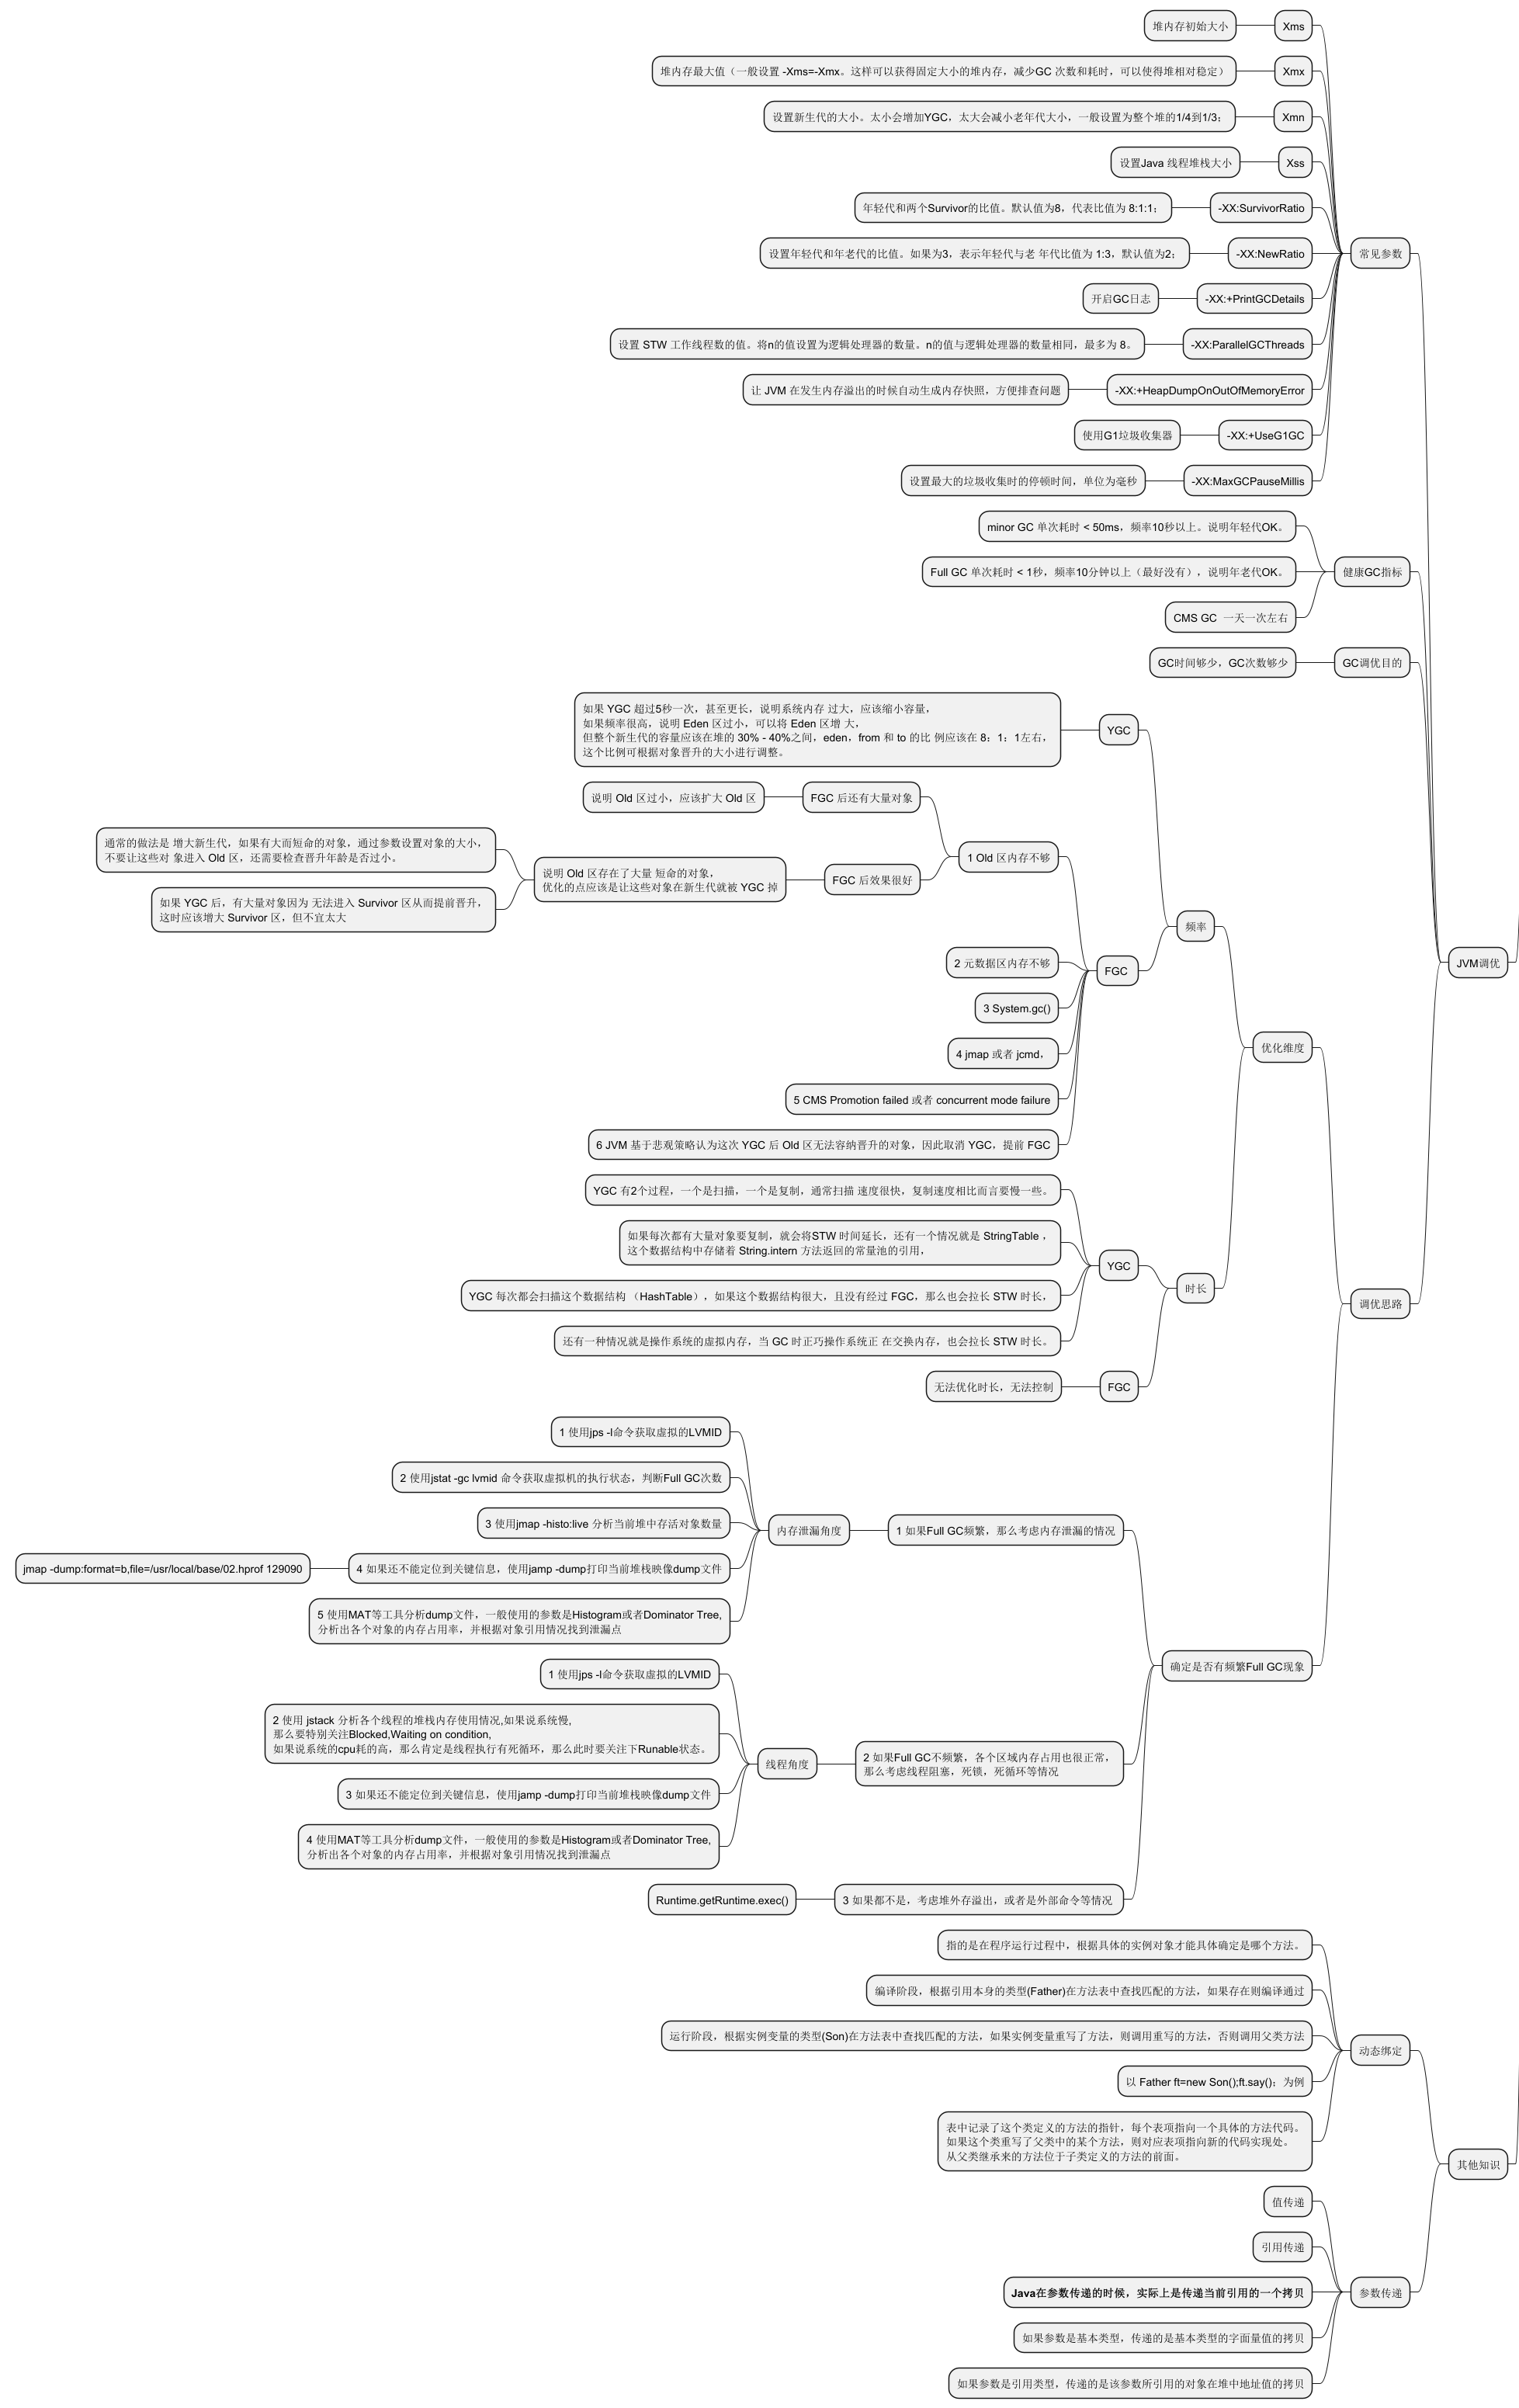 堆内存初始大小
Xms
堆内存最大值（一般设置 -Xms=-Xmx。这样可以获得固定大小的堆内存，减少GC 次数和耗时，可以使得堆相对稳定）
Xmx
设置新生代的大小。太小会增加YGC，太大会减小老年代大小，一般设置为整个堆的1/4到1/3；
Xmn
设置Java 线程堆栈大小
Xss
年轻代和两个Survivor的比值。默认值为8，代表比值为 8:1:1；
-XX:SurvivorRatio
设置年轻代和年老代的比值。如果为3，表示年轻代与老 年代比值为 1:3，默认值为2；
-XX:NewRatio
常见参数
开启GC日志
-XX:+PrintGCDetails
设置 STW 工作线程数的值。将n的值设置为逻辑处理器的数量。n的值与逻辑处理器的数量相同，最多为 8。
-XX:ParallelGCThreads
让 JVM 在发生内存溢出的时候自动生成内存快照，方便排查问题
-XX:+HeapDumpOnOutOfMemoryError
使用G1垃圾收集器
-XX:+UseG1GC
设置最大的垃圾收集时的停顿时间，单位为毫秒
-XX:MaxGCPauseMillis
minor GC 单次耗时 < 50ms，频率10秒以上。说明年轻代OK。
Full GC 单次耗时 < 1秒，频率10分钟以上（最好没有），说明年老代OK。
健康GC指标
CMS GC  一天一次左右
GC时间够少，GC次数够少
GC调优目的
如果 YGC 超过5秒一次，甚至更长，说明系统内存 过大，应该缩小容量，
如果频率很高，说明 Eden 区过小，可以将 Eden 区增 大，
但整个新生代的容量应该在堆的 30% - 40%之间，eden，from 和 to 的比 例应该在 8：1：1左右，
这个比例可根据对象晋升的大小进行调整。
YGC
说明 Old 区过小，应该扩大 Old 区
FGC 后还有大量对象
1 Old 区内存不够
通常的做法是 增大新生代，如果有大而短命的对象，通过参数设置对象的大小，
不要让这些对 象进入 Old 区，还需要检查晋升年龄是否过小。
说明 Old 区存在了大量 短命的对象，
优化的点应该是让这些对象在新生代就被 YGC 掉
FGC 后效果很好
如果 YGC 后，有大量对象因为 无法进入 Survivor 区从而提前晋升，
这时应该增大 Survivor 区，但不宜太大
频率
2 元数据区内存不够
FGC
JVM调优
3 System.gc()
4 jmap 或者 jcmd，
优化维度
5 CMS Promotion failed 或者 concurrent mode failure
6 JVM 基于悲观策略认为这次 YGC 后 Old 区无法容纳晋升的对象，因此取消 YGC，提前 FGC
YGC 有2个过程，一个是扫描，一个是复制，通常扫描 速度很快，复制速度相比而言要慢一些。
如果每次都有大量对象要复制，就会将STW 时间延长，还有一个情况就是 StringTable ，
这个数据结构中存储着 String.intern 方法返回的常量池的引用，
YGC
时长
YGC 每次都会扫描这个数据结构 （HashTable），如果这个数据结构很大，且没有经过 FGC，那么也会拉长 STW 时长，
调优思路
还有一种情况就是操作系统的虚拟内存，当 GC 时正巧操作系统正 在交换内存，也会拉长 STW 时长。
无法优化时长，无法控制
FGC
1 使用jps -l命令获取虚拟的LVMID
2 使用jstat -gc lvmid 命令获取虚拟机的执行状态，判断Full GC次数
3 使用jmap -histo:live 分析当前堆中存活对象数量
内存泄漏角度
1 如果Full GC频繁，那么考虑内存泄漏的情况
jmap -dump:format=b,file=/usr/local/base/02.hprof 129090
4 如果还不能定位到关键信息，使用jamp -dump打印当前堆栈映像dump文件
5 使用MAT等工具分析dump文件，一般使用的参数是Histogram或者Dominator Tree,
分析出各个对象的内存占用率，并根据对象引用情况找到泄漏点
确定是否有频繁Full GC现象
1 使用jps -l命令获取虚拟的LVMID
2 使用 jstack 分析各个线程的堆栈内存使用情况,如果说系统慢,
那么要特别关注Blocked,Waiting on condition,
如果说系统的cpu耗的高，那么肯定是线程执行有死循环，那么此时要关注下Runable状态。
线程角度
2 如果Full GC不频繁，各个区域内存占用也很正常，
那么考虑线程阻塞，死锁，死循环等情况
3 如果还不能定位到关键信息，使用jamp -dump打印当前堆栈映像dump文件
4 使用MAT等工具分析dump文件，一般使用的参数是Histogram或者Dominator Tree,
分析出各个对象的内存占用率，并根据对象引用情况找到泄漏点
Runtime.getRuntime.exec()
3 如果都不是，考虑堆外存溢出，或者是外部命令等情况
指的是在程序运行过程中，根据具体的实例对象才能具体确定是哪个方法。
编译阶段，根据引用本身的类型(Father)在方法表中查找匹配的方法，如果存在则编译通过
运行阶段，根据实例变量的类型(Son)在方法表中查找匹配的方法，如果实例变量重写了方法，则调用重写的方法，否则调用父类方法
动态绑定
以 Father ft=new Son();ft.say()；为例
表中记录了这个类定义的方法的指针，每个表项指向一个具体的方法代码。
如果这个类重写了父类中的某个方法，则对应表项指向新的代码实现处。
从父类继承来的方法位于子类定义的方法的前面。
其他知识
值传递
引用传递
Java在参数传递的时候，实际上是传递当前引用的一个拷贝
参数传递
如果参数是基本类型，传递的是基本类型的字面量值的拷贝
如果参数是引用类型，传递的是该参数所引用的对象在堆中地址值的拷贝